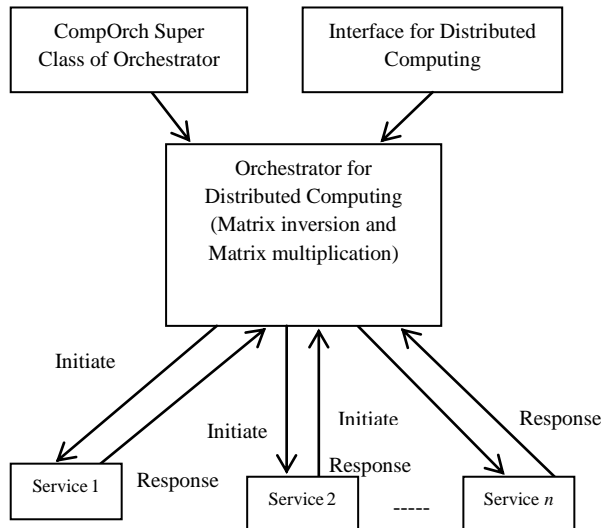 CompOrch Super
Class of Orchestrator
Interface for Distributed
Computing
Orchestrator for
Distributed Computing
(Matrix inversion and
Matrix multiplication)
Initiate
Initiate
Initiate
Response
Response
Response
Service 1
Service 2
-----
Service n